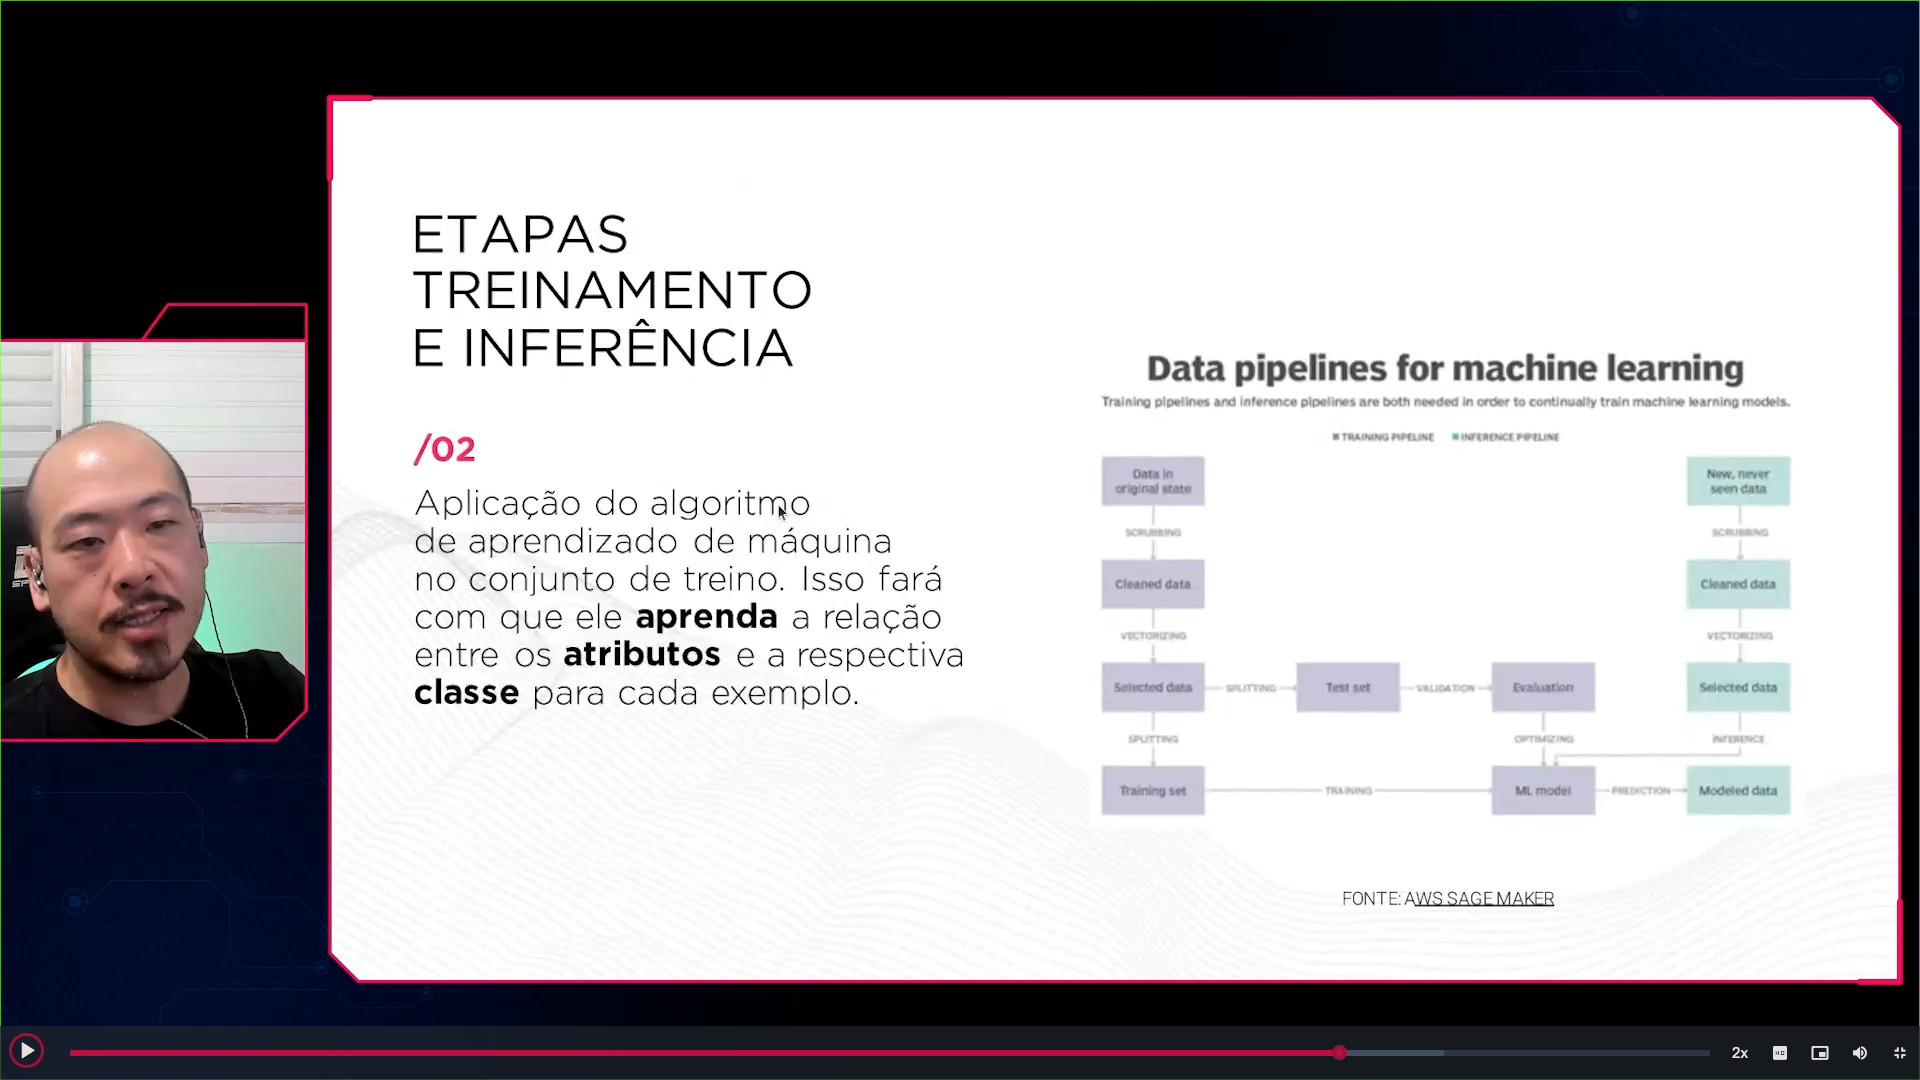 ETAPAS
TREINAMENTO
E INFERÊNCIA
/02
Aplicação do algoritmo
de aprendizado de máquina
no conjunto de treino. Isso fará
com que ele aprenda a relação
entre os atributos e a respectiva
classe para cada exemplo.
Data pipelines for machine learning
Training pipelines and inference pipelines are both needed in order to continually train machine learning models.
TRAINING PIPELINE INFERENCE PIPELINE
Data in
original state
New, never
seen data
SCRUBBING SCRUBBING
Cleaned data Cleaned data
VECTORIZING VECTORIZING
Selected data SPLITTING Test set VALIDATION Evaluation Selected data
SPLITTING OPTIMIZING INFERENCE
Training set TRAINING ML model PREDICTION Modeled data
FONTE: AWS SAGE MAKER
2x HD